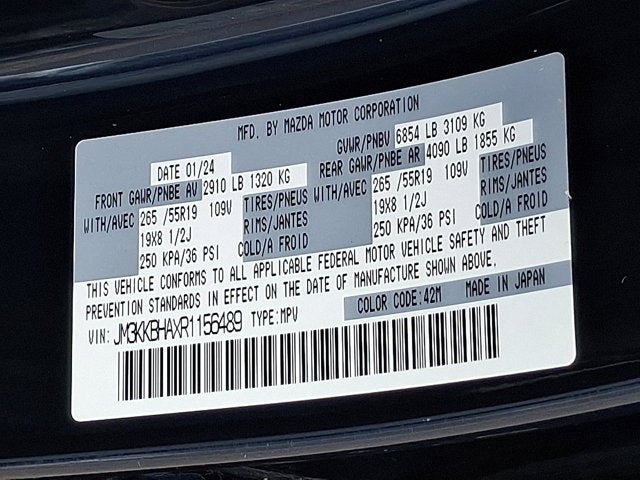 MFD. BY MAZDA MOTOR CORPORATION
DATE 01/24 GVWR/PNBV 6854 LB 3109 KG
FRONT GAWR/PNBE AV 2910 LB 1320 KG REAR GAWR/PNBE AR 4090 LB 1855 KG
WITH/AVEC 265 /55R19 109V TIRES/PNEUS WITH/AVEC 265 /55R19 109V TIRES/PNEUS
19X8 1/2J RIMS/JANTES 19X8 1/2J RIMS/JANTES
250 KPA/36 PSI COLD/A FROID 250 KPA/36 PSI COLD/A FROID
THIS VEHICLE CONFORMS TO ALL APPLICABLE FEDERAL MOTOR VEHICLE SAFETY AND THEFT
PREVENTION STANDARDS IN EFFECT ON THE DATE OF MANUFACTURE SHOWN ABOVE.
COLOR CODE:42M MADE IN JAPAN
VIN: JM3KKBHAXR1156489 TYPE:MPV